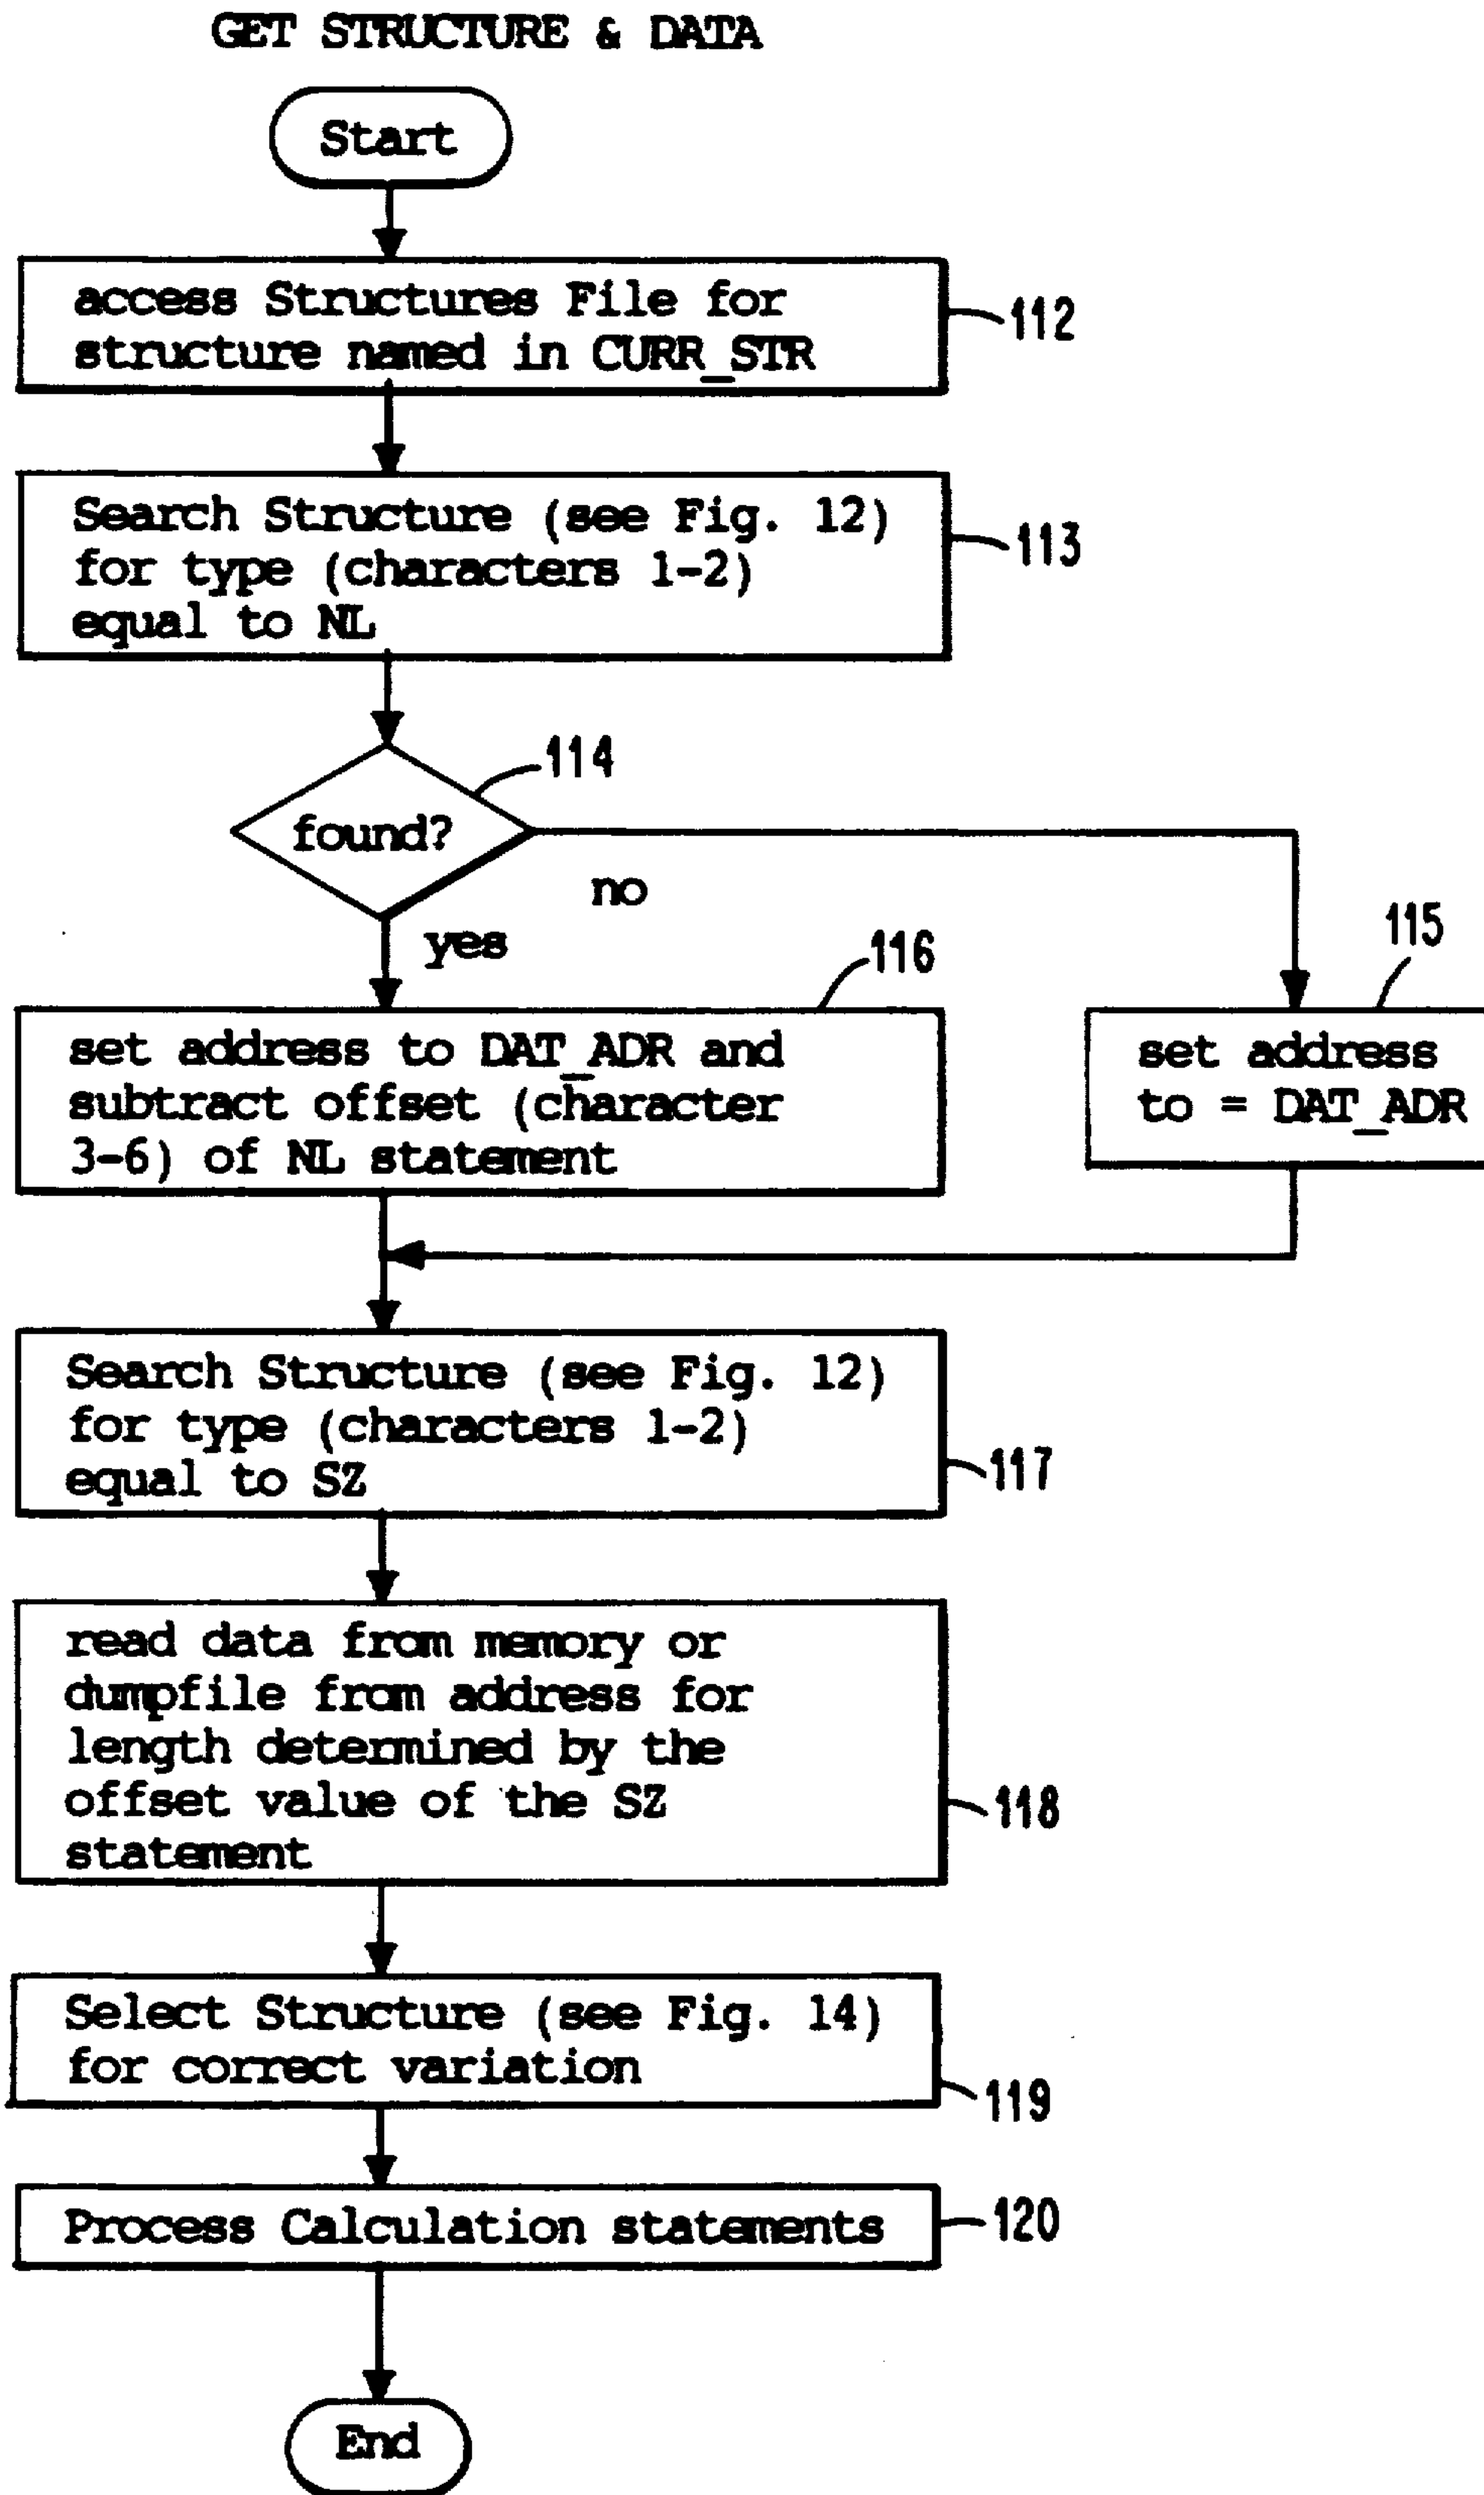 GET STRUCTURE & DATA
Start
access Structures File for
structure named in CURR_STR
112
Search Structure (see Fig. 12)
for type (characters 1-2)
equal to NL
113
114
found?
no
yes
116
115
set address to DAT_ADR and
subtract offset (character
3-6) of NL statement
set address
to = DAT_ADR
Search Structure (see Fig. 12)
for type (characters 1-2)
equal to SZ
117
read data from memory or
dumpfile from address for
length determined by the
offset value of the SZ
statement
118
Select Structure (see Fig. 14)
for correct variation
119
Process Calculation statements
120
End